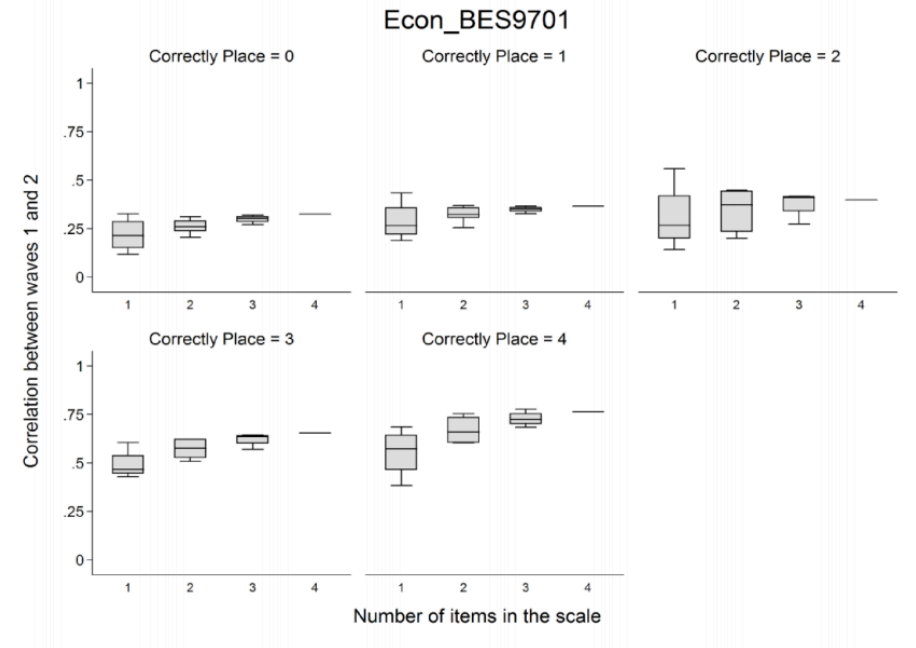 Econ_BES9701
Correctly Place = 0
Correctly Place = 1
Correctly Place = 2
Correlation between waves 1 and 2
1
.75
.5
.25
0
1 2 3 4
1 2 3 4
1 2 3 4
Correctly Place = 3
Correctly Place = 4
1
.75
.5
.25
0
1 2 3 4
1 2 3 4
Number of items in the scale